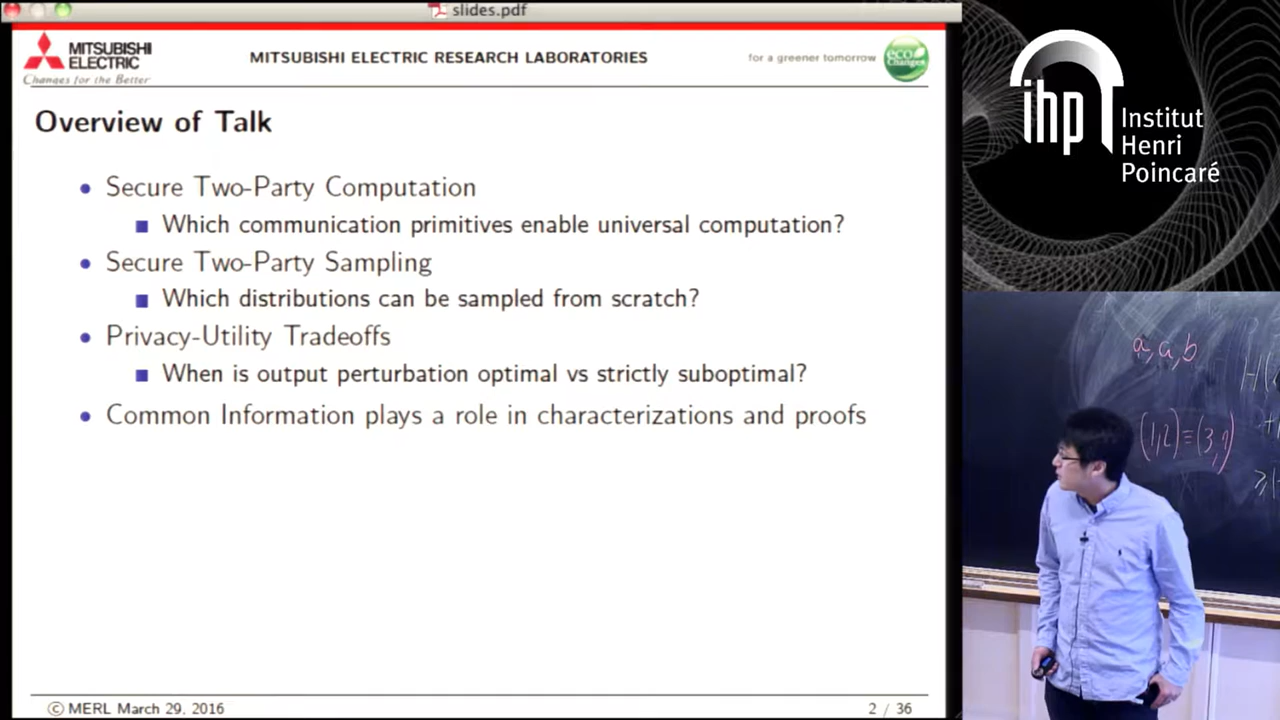 slides.pdf
MITSUBISHI ELECTRIC
Changes for the Better
MITSUBISHI ELECTRIC RESEARCH LABORATORIES
for a greener tomorrow
eco Changes
Overview of Talk
• Secure Two-Party Computation
■ Which communication primitives enable universal computation?
• Secure Two-Party Sampling
■ Which distributions can be sampled from scratch?
• Privacy-Utility Tradeoffs
■ When is output perturbation optimal vs strictly suboptimal?
• Common Information plays a role in characterizations and proofs
© MERL March 29, 2016
2 / 36
ihp Institut
Henri
Poincaré
a, a, b